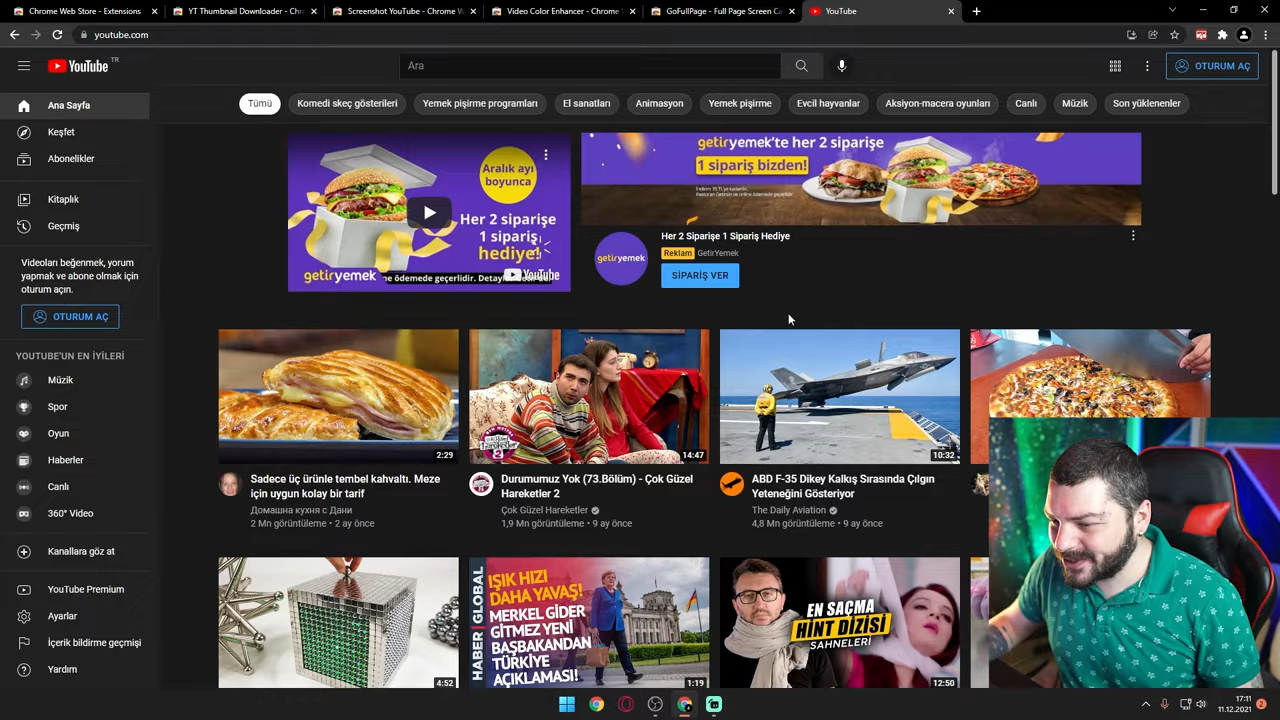 Chrome Web Store - Extensions
YT Thumbnail Downloader - Chr
Screenshot YouTube - Chrome W
Video Color Enhancer - Chrome
GoFullPage - Full Page Screen Ca
YouTube
youtube.com
YouTube TR
Ara
OTURUM AÇ
Ana Sayfa
Keşfet
Abonelikler
Kitaplık
Geçmiş
Videoları beğenmek, yorum
yapmak ve abone olmak için
oturum açın.
OTURUM AÇ
YOUTUBE'UN EN İYİLERİ
Müzik
Spor
Oyun
Haberler
Canlı
360° Video
Kanallara göz at
YouTube Premium
Ayarlar
İçerik bildirme geçmişi
Yardım
Tümü
Komedi skeç gösterileri
Yemek pişirme programları
El sanatları
Animasyon
Yemek pişirme
Evcil hayvanlar
Aksiyon-macera oyunları
Canlı
Müzik
Son yüklenenler
Aralık ayı
boyunca
Her 2 siparişe
1 sipariş
hediye!
getiryemek
YouTube
getiryemek'te her 2 siparişe
1 sipariş bizden!
getiryemek
Her 2 Siparişe 1 Sipariş Hediye
Reklam GetirYemek
SİPARİŞ VER
2:29
Sadece üç ürünle tembel kahvaltı. Meze
için uygun kolay bir tarif
Домашна кухня с Дани
2 Mn görüntüleme • 2 ay önce
14:47
Durumumuz Yok (73.Bölüm) - Çok Güzel
Hareketler 2
Çok Güzel Hareketler
1,9 Mn görüntüleme • 9 ay önce
10:32
ABD F-35 Dikey Kalkış Sırasında Çılgın
Yeteneğini Gösteriyor
The Daily Aviation
4,8 Mn görüntüleme • 9 ay önce
4:52
HABER GLOBAL
IŞIK HIZI
DAHA YAVAŞ!
MERKEL GİDER
GİTMEZ YENİ
BAŞBAKANDAN
TÜRKİYE
AÇIKLAMASI!
1:19
EN SAÇMA
HİNT DİZİSİ
SAHNELERİ
12:50
17:11
11.12.2021
2